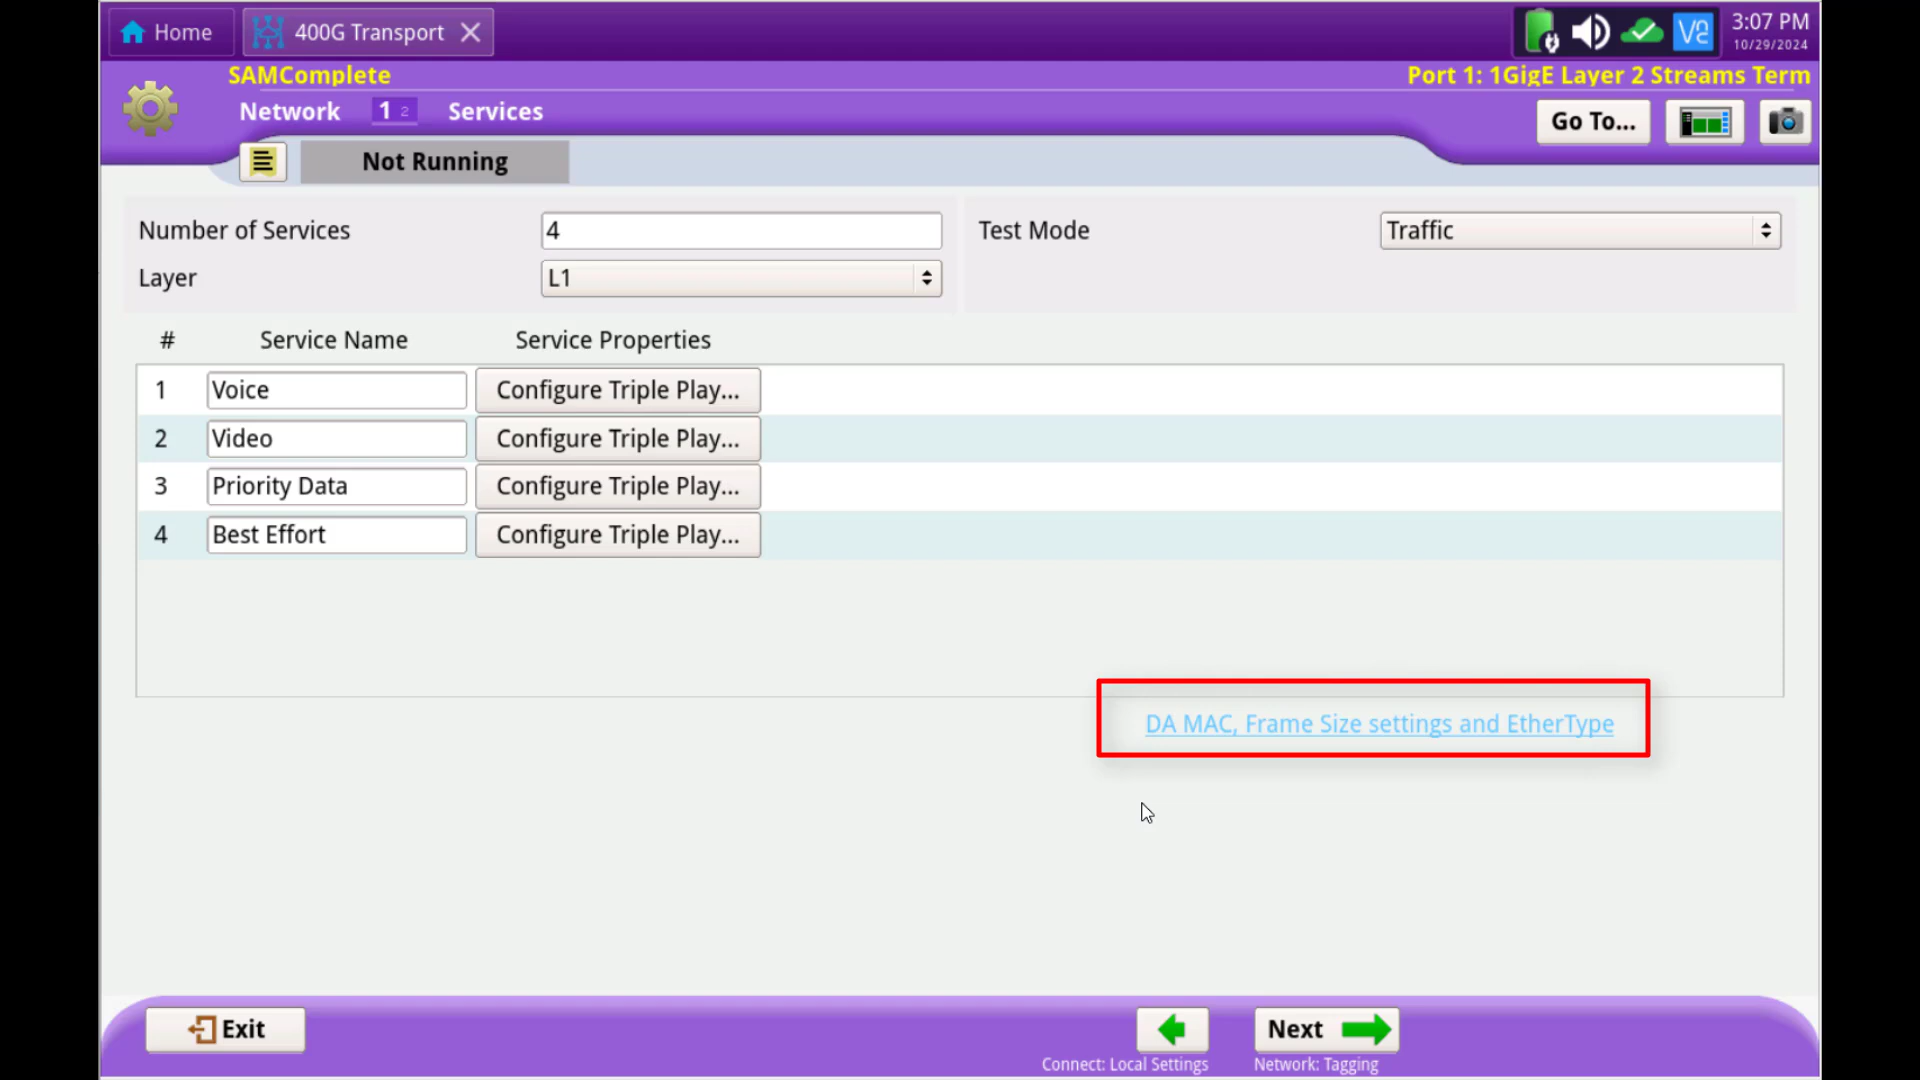 Home
400G Transport
3:07 PM
10/29/2024
SAMComplete
Port 1: 1GigE Layer 2 Streams Term
Network 1 2 Services
Go To...
Not Running
Number of Services 4
Test Mode Traffic
Layer L1
# Service Name Service Properties
1 Voice Configure Triple Play...
2 Video Configure Triple Play...
3 Priority Data Configure Triple Play...
4 Best Effort Configure Triple Play...
DA MAC, Frame Size settings and EtherType
Exit
Next
Connect: Local Settings
Network: Tagging